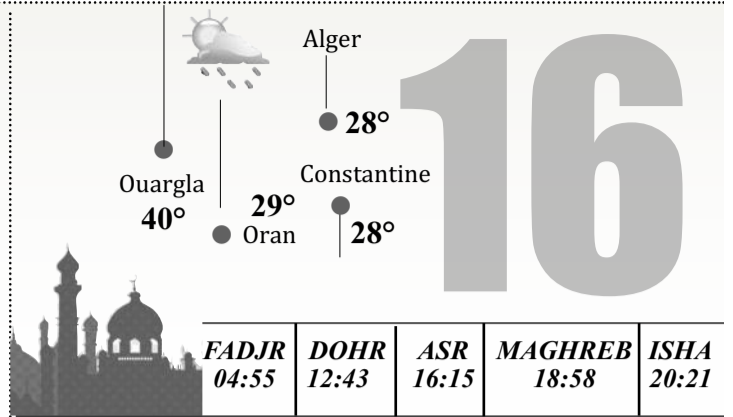 Alger
28°
16
Ouargla
40°
Constantine
28°
29°
Oran
FADJR DOHR ASR MAGHREB ISHA
04:55 12:43 16:15 18:58 20:21